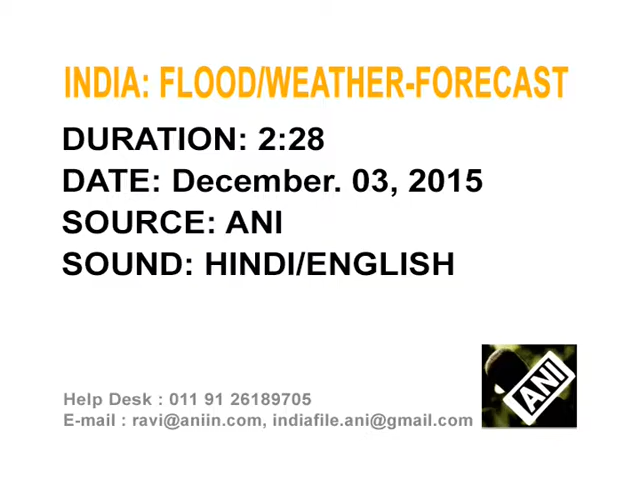 INDIA: FLOOD/WEATHER-FORECAST
DURATION: 2:28
DATE: December. 03, 2015
SOURCE: ANI
SOUND: HINDI/ENGLISH
Help Desk : 011 91 26189705
E-mail : ravi@aniin.com, indiafile.ani@gmail.com
ANI